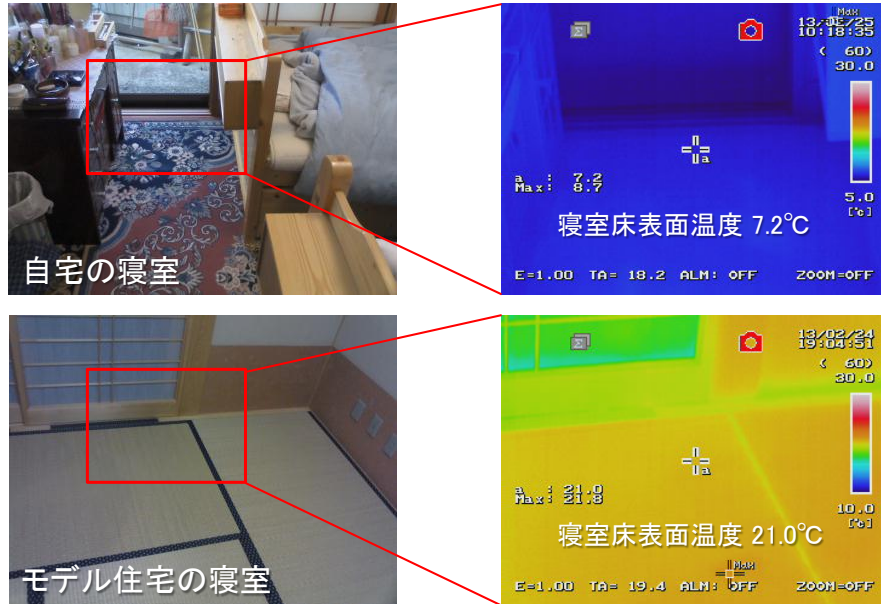 自宅の寝室
Max
13/02/25
10:18:35
( 60)
30.0
a
a : 7.2
Max: 8.7
5.0
[℃]
寝室床表面温度 7.2℃
E=1.00 TA= 18.2 ALM: OFF ZOOM=OFF
モデル住宅の寝室
13/02/24
19:04:51
( 60)
30.0
a
a : 21.0
Max: 21.8
10.0
[℃]
寝室床表面温度 21.0℃
Max
E=1.00 TA= 19.4 ALM: OFF ZOOM=OFF